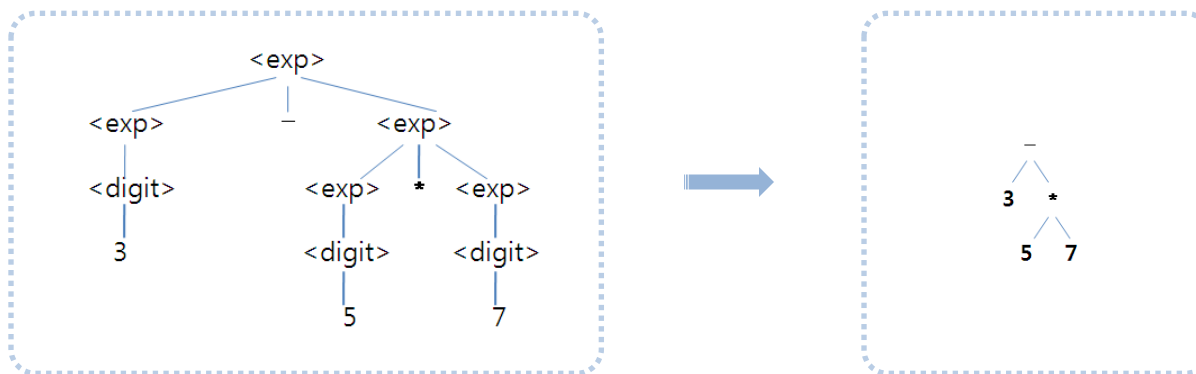 <exp>
<exp> – <exp>
<digit> <exp> * <exp>
3 <digit> <digit>
5 7
–
3 *
5 7